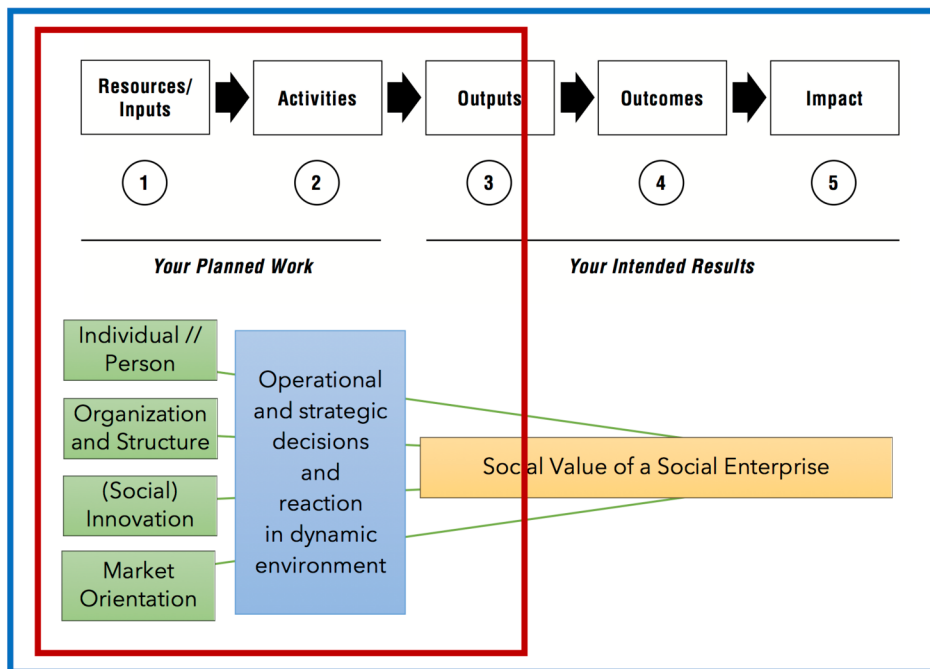 Resources/
Inputs
Activities
Outputs
Outcomes
Impact
1
2
3
4
5
Your Planned Work
Your Intended Results
Individual //
Person
Organization
and Structure
(Social)
Innovation
Market
Orientation
Operational
and strategic
decisions
and
reaction
in dynamic
environment
Social Value of a Social Enterprise